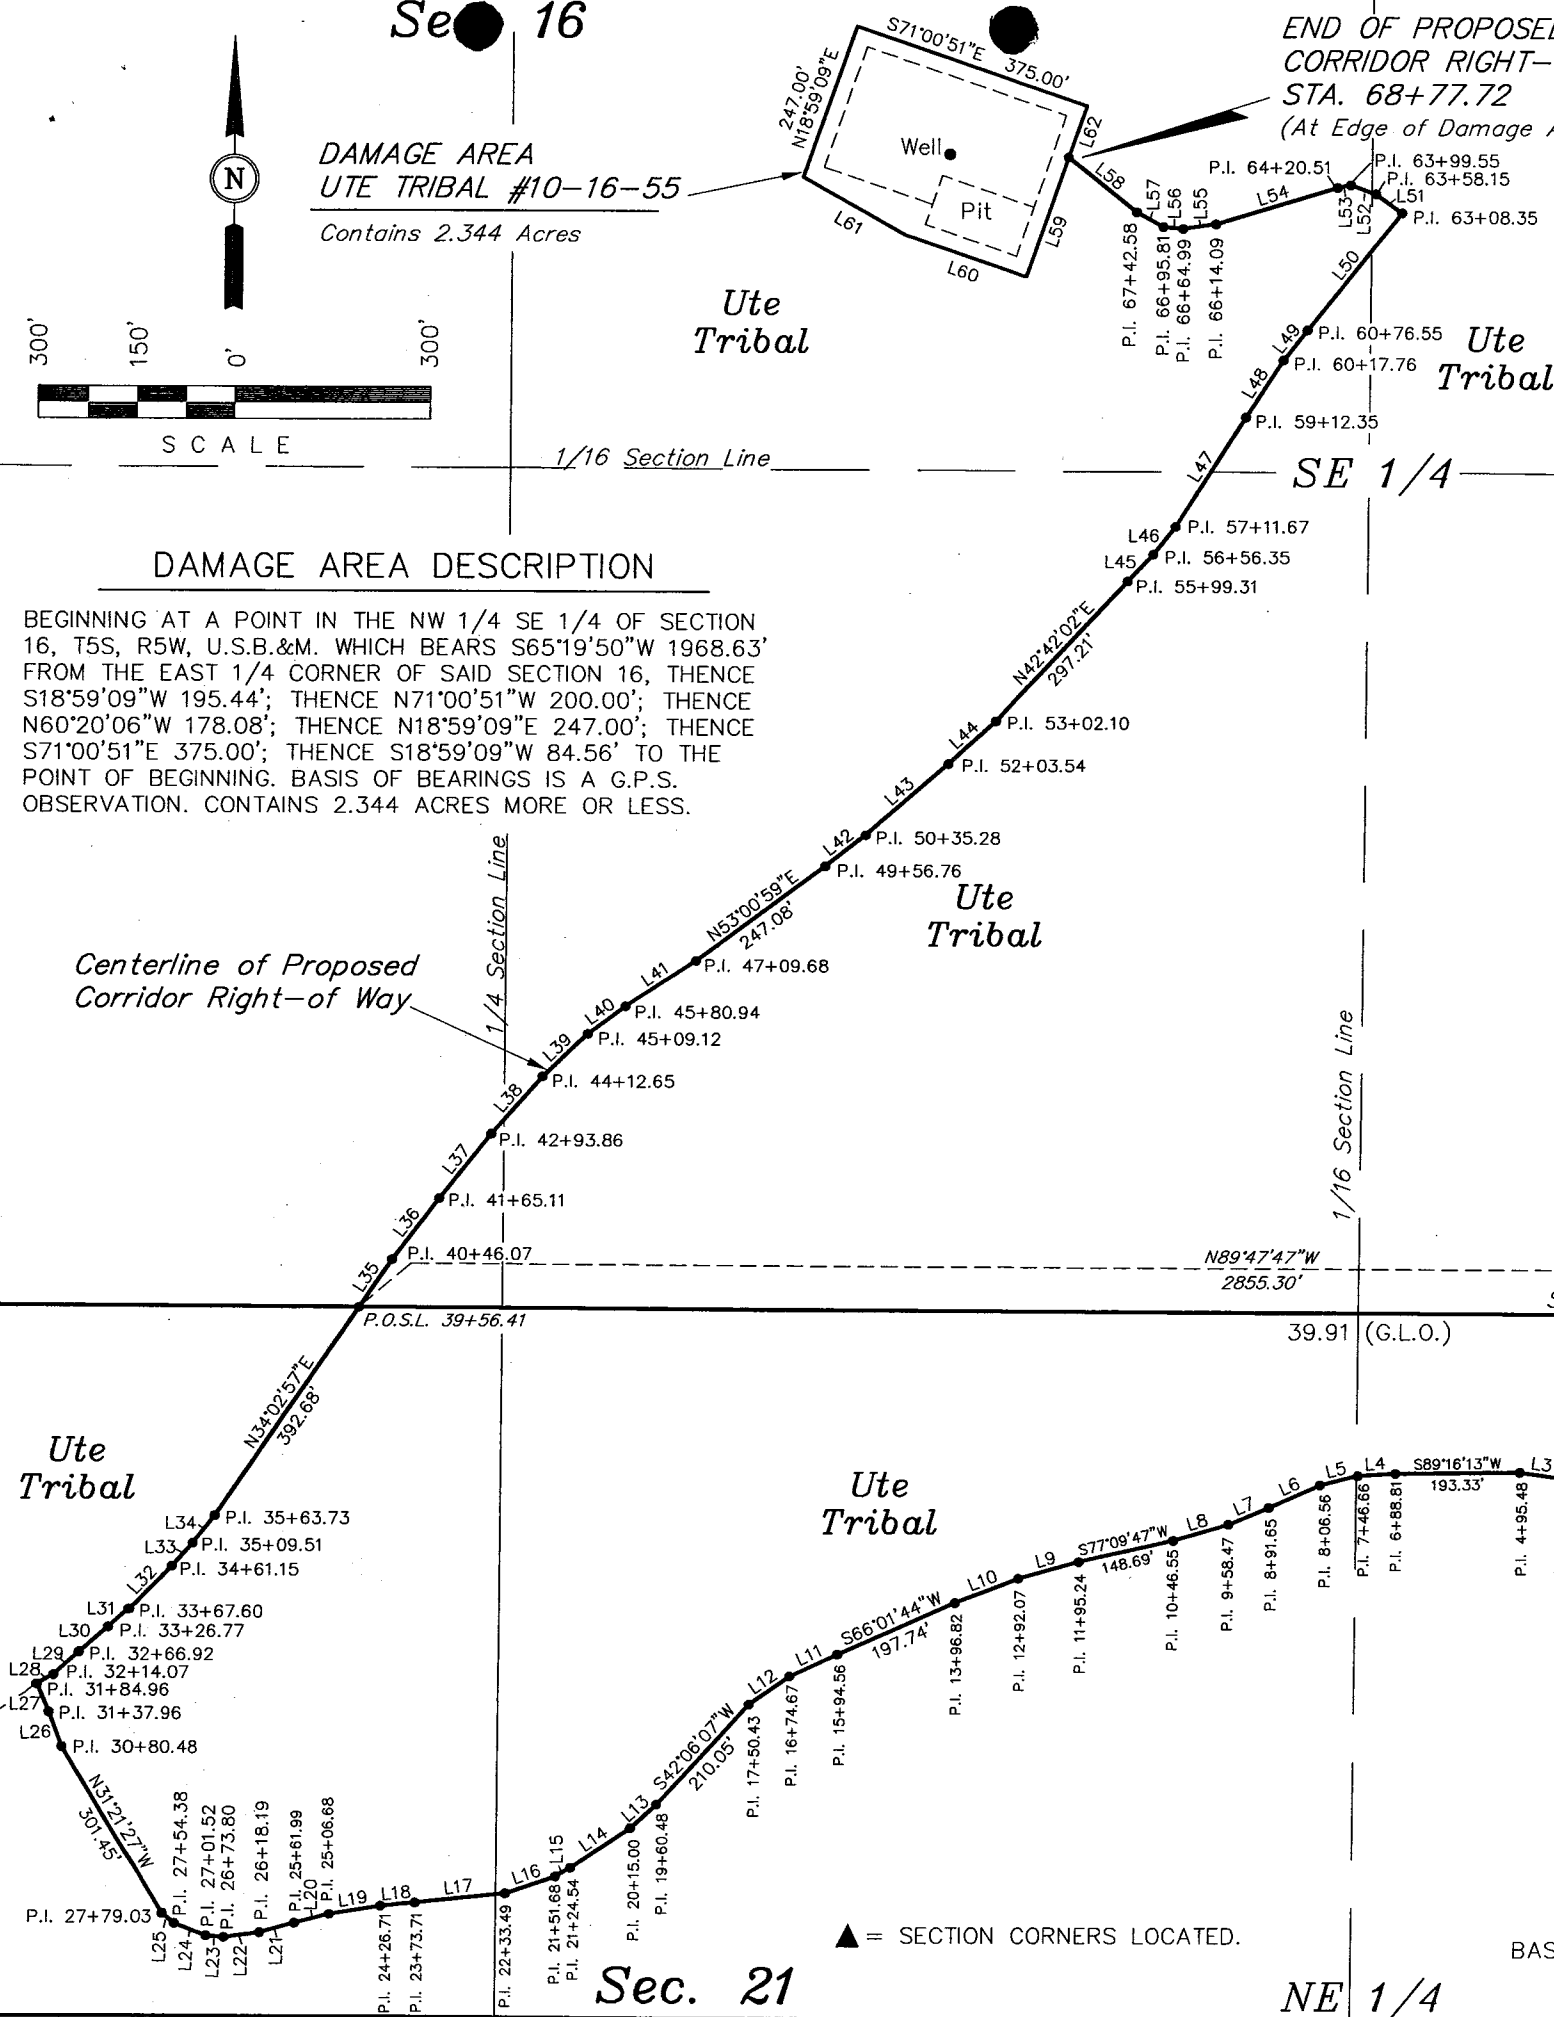 Se 16
S71°00'51"E 375.00'
247.00'
N18°59'09"E
Well
Pit
L62
L59
L61
L60
END OF PROPOSED
CORRIDOR RIGHT-
STA. 68+77.72
(At Edge of Damage A
N
DAMAGE AREA
UTE TRIBAL #10-16-55
Contains 2.344 Acres
300'
150'
0'
300'
SCALE
L58
L57
L56
L55
L54
L53
L52
L51
L50
P.I. 64+20.51
P.I. 63+99.55
P.I. 63+58.15
P.I. 63+08.35
P.I. 67+42.58
P.I. 66+95.81
P.I. 66+64.99
P.I. 66+14.09
Ute
Tribal
L49
P.I. 60+76.55
P.I. 60+17.76
Ute
Tribal
L48
P.I. 59+12.35
1/16 Section Line
L47
SE 1/4
L46
P.I. 57+11.67
P.I. 56+56.35
L45
P.I. 55+99.31
DAMAGE AREA DESCRIPTION
BEGINNING AT A POINT IN THE NW 1/4 SE 1/4 OF SECTION
16, T5S, R5W, U.S.B.&M. WHICH BEARS S65°19'50"W 1968.63'
FROM THE EAST 1/4 CORNER OF SAID SECTION 16, THENCE
S18°59'09"W 195.44'; THENCE N71°00'51"W 200.00'; THENCE
N60°20'06"W 178.08'; THENCE N18°59'09"E 247.00'; THENCE
S71°00'51"E 375.00'; THENCE S18°59'09"W 84.56' TO THE
POINT OF BEGINNING. BASIS OF BEARINGS IS A G.P.S.
OBSERVATION. CONTAINS 2.344 ACRES MORE OR LESS.
N42°42'02"E
297.21'
L44
P.I. 53+02.10
P.I. 52+03.54
L43
L42
P.I. 50+35.28
P.I. 49+56.76
N53°00'59"E
247.08'
Ute
Tribal
1/4 Section Line
Centerline of Proposed
Corridor Right-of Way
L41
P.I. 47+09.68
L40
P.I. 45+80.94
P.I. 45+09.12
L39
P.I. 44+12.65
L38
P.I. 42+93.86
L37
P.I. 41+65.11
L36
P.I. 40+46.07
L35
P.O.S.L. 39+56.41
1/16 Section Line
N89°47'47"W
2855.30'
39.91 (G.L.O.)
N34°02'57"E
392.68'
Ute
Tribal
L34
P.I. 35+63.73
L33
P.I. 35+09.51
L32
P.I. 34+61.15
L31
P.I. 33+67.60
L30
P.I. 33+26.77
L29
P.I. 32+66.92
L28
P.I. 32+14.07
P.I. 31+84.96
L27
P.I. 31+37.96
L26
P.I. 30+80.48
N31°21'27"W
301.45'
Ute
Tribal
S89°16'13"W
193.33'
L3
L4
L5
L6
L7
L8
S77°09'47"W
148.69'
L9
L10
S66°01'44"W
197.74'
L11
L12
S42°06'07"W
210.05'
L13
L14
L15
L16
L17
L18
L19
L20
L21
L22
L23
L24
L25
P.I. 4+95.48
P.I. 6+88.81
P.I. 7+46.66
P.I. 8+06.56
P.I. 8+91.65
P.I. 9+58.47
P.I. 10+46.55
P.I. 11+95.24
P.I. 12+92.07
P.I. 13+96.82
P.I. 15+94.56
P.I. 16+74.67
P.I. 17+50.43
P.I. 19+60.48
P.I. 20+15.00
P.I. 21+24.54
P.I. 21+51.68
P.I. 22+33.49
P.I. 23+73.71
P.I. 24+26.71
P.I. 25+06.68
P.I. 25+61.99
P.I. 26+18.19
P.I. 26+73.80
P.I. 27+01.52
P.I. 27+54.38
P.I. 27+79.03
▲ = SECTION CORNERS LOCATED.
BAS
Sec. 21
NE 1/4